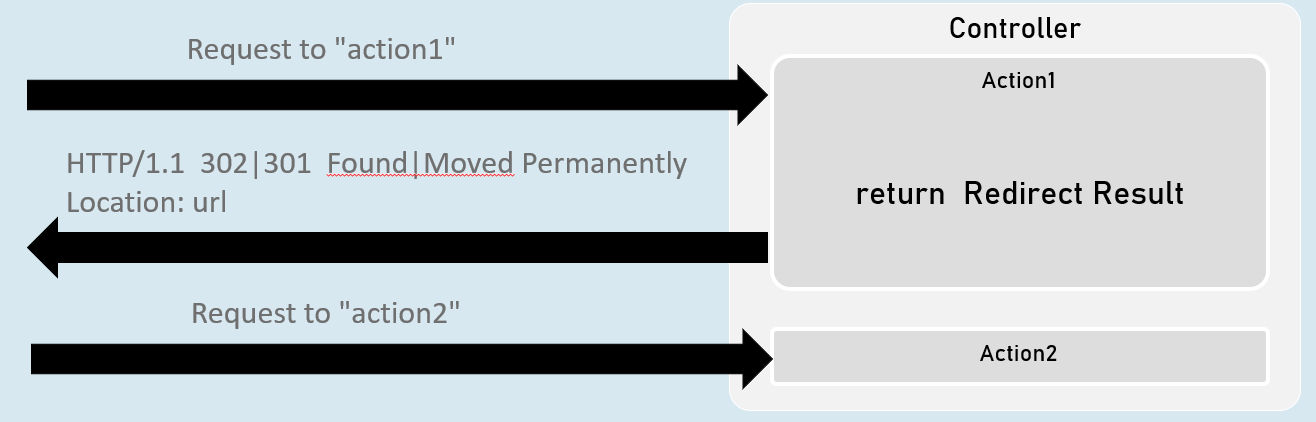 Controller
Request to "action1"
Action1
HTTP/1.1  302|301  Found|Moved Permanently
Location: url
return  Redirect Result
Request to "action2"
Action2